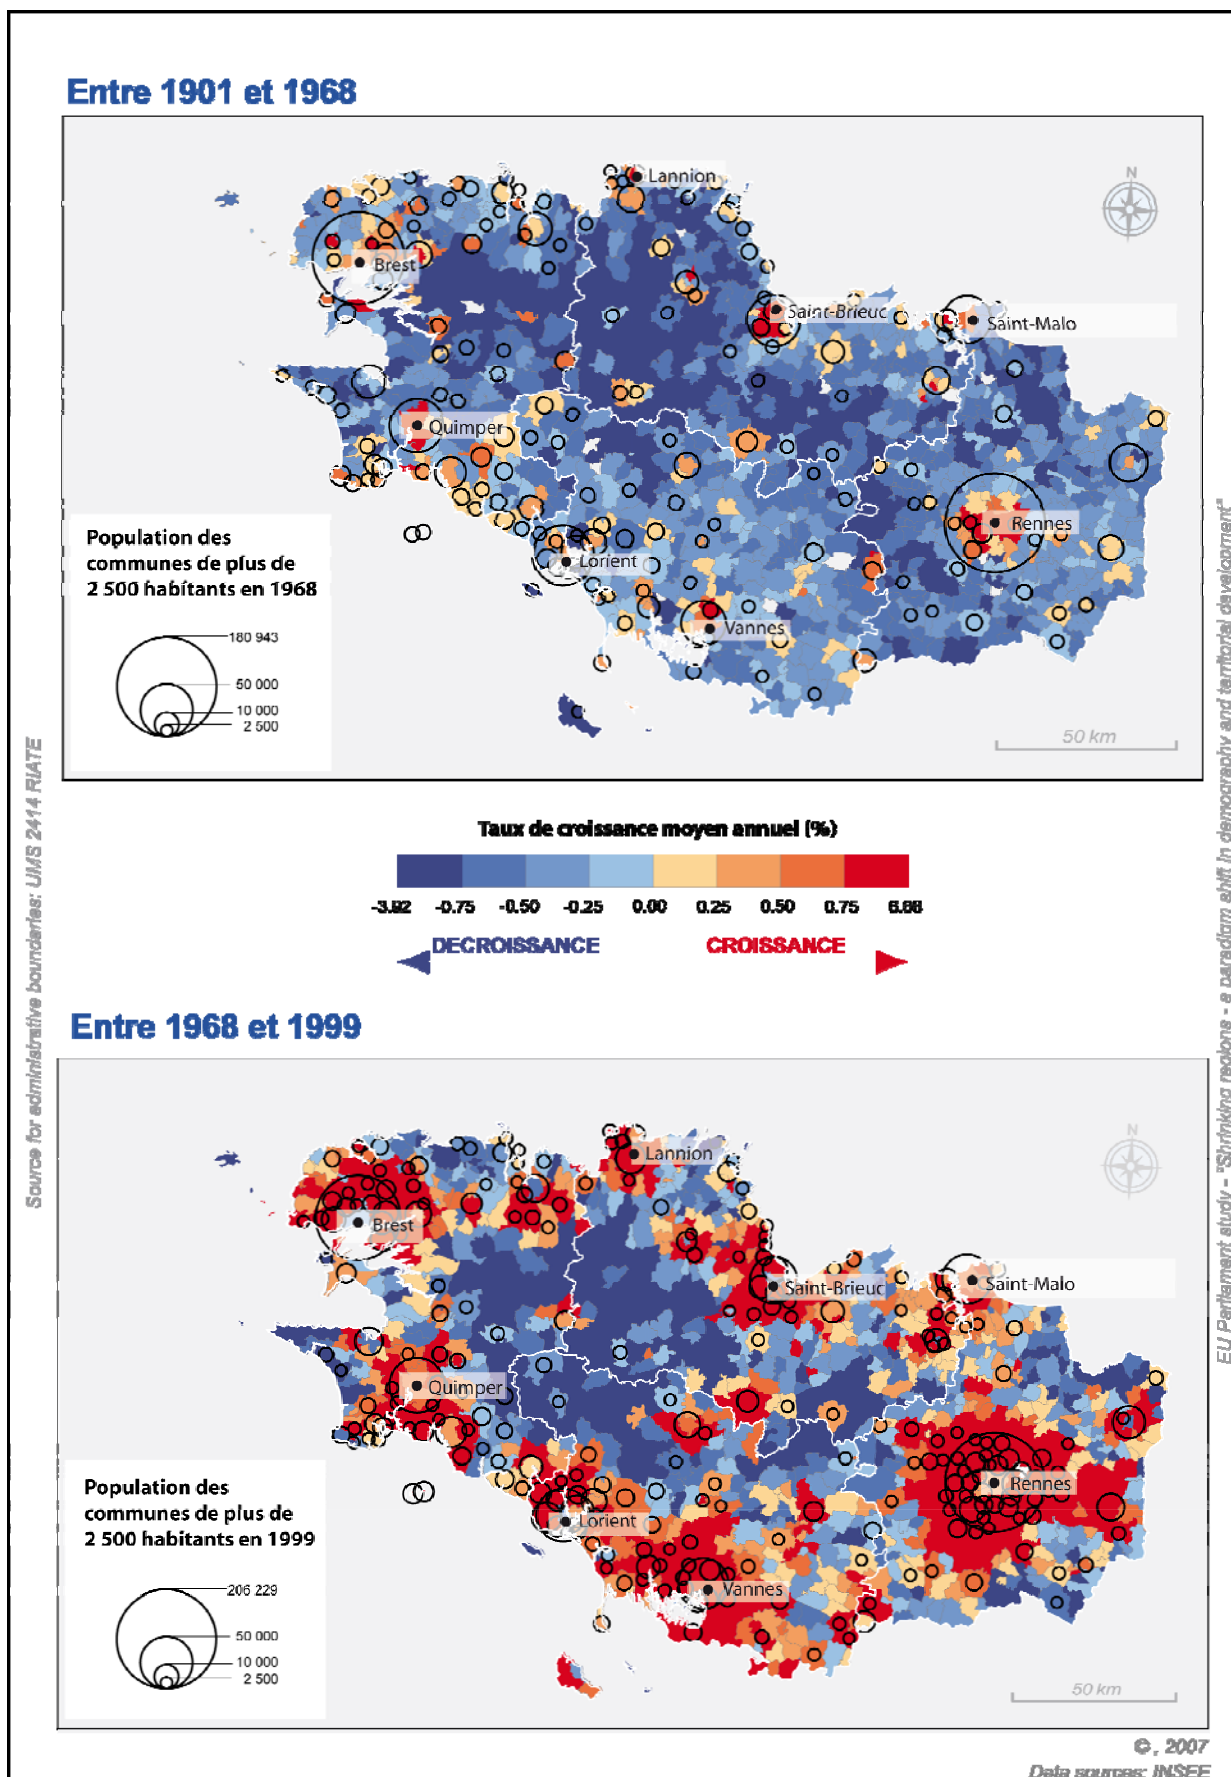 Entre 1901 et 1968
N
Lannion
Brest
Saint-Brieuc
Saint-Malo
Quimper
Rennes
Lorient
Vannes
Population des
communes de plus de
2 500 habitants en 1968
180 943
50 000
10 000
2 500
50 km
Taux de croissance moyen annuel (%)
-3.92 -0.75 -0.50 -0.25 0.00 0.25 0.50 0.75 6.68
DECROISSANCE CROISSANCE
Entre 1968 et 1999
N
Lannion
Brest
Saint-Brieuc
Saint-Malo
Quimper
Rennes
Lorient
Vannes
Population des
communes de plus de
2 500 habitants en 1999
206 229
50 000
10 000
2 500
50 km
Source for administrative boundaries: UMS 2414 RIATE
EU Parliament study - "Shrinking regions - a paradigm shift in demography and territorial development"
© , 2007
Data sources: INSEE